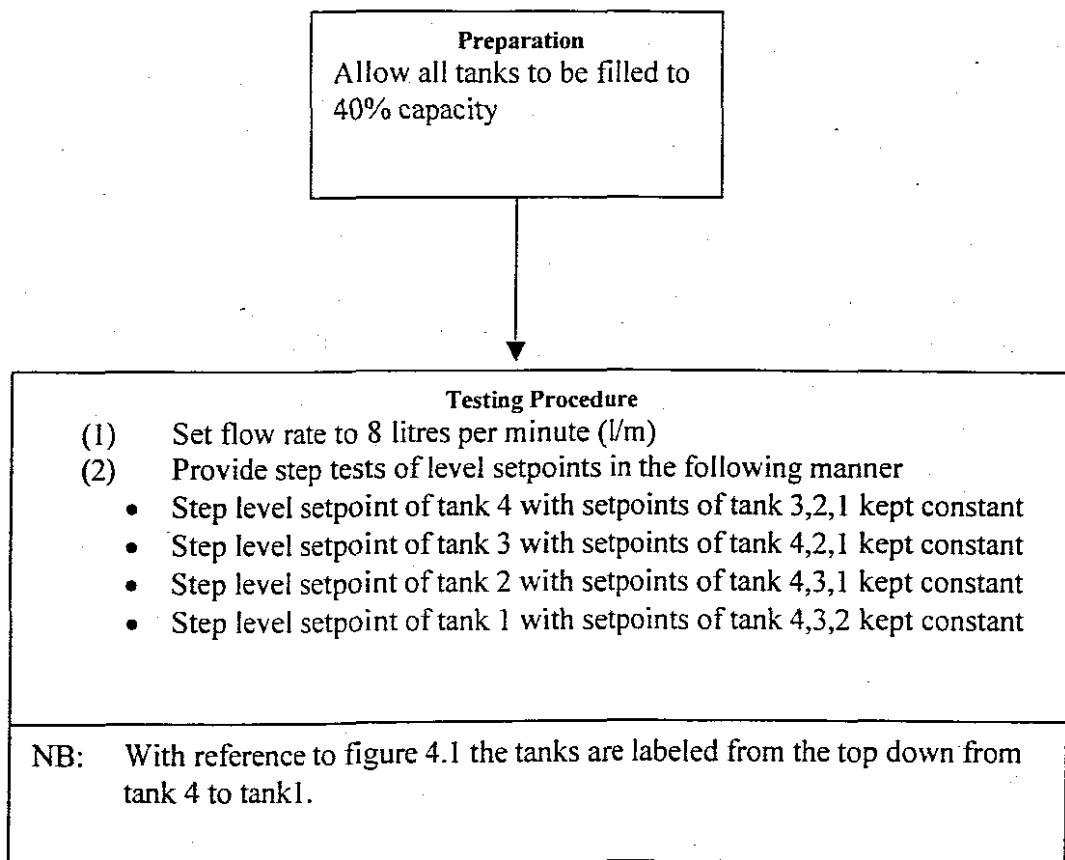 Preparation
Allow all tanks to be filled to
40% capacity
Testing Procedure
(1) Set flow rate to 8 litres per minute (l/m)
(2) Provide step tests of level setpoints in the following manner
• Step level setpoint of tank 4 with setpoints of tank 3,2,1 kept constant
• Step level setpoint of tank 3 with setpoints of tank 4,2,1 kept constant
• Step level setpoint of tank 2 with setpoints of tank 4,3,1 kept constant
• Step level setpoint of tank 1 with setpoints of tank 4,3,2 kept constant
NB: With reference to figure 4.1 the tanks are labeled from the top down from
tank 4 to tank1.